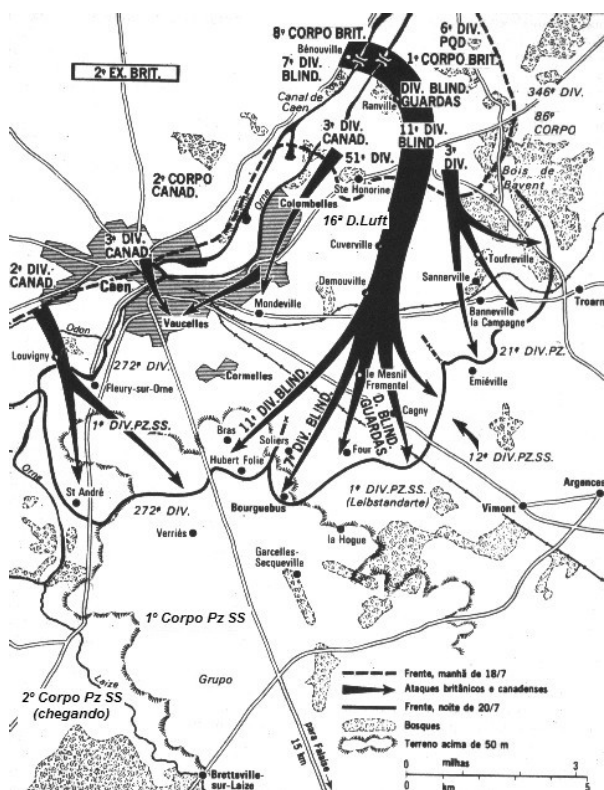 8º CORPO BRIT.
Bénouville
7ª DIV.
BLIND.
6ª DIV.
PQD
1º CORPO BRIT.
2º EX. BRIT.
Canal de
Caen
Ranville
DIV. BLIND.
GUARDAS
11ª DIV.
BLIND.
346ª DIV.
86º
CORPO
Bois de
Bavent
2º CORPO
CANAD.
3ª DIV.
CANAD.
51ª DIV.
3ª DIV.
Ste Honorine
Orne
Colombelles
16ª D.Luft
Cuverville
Touffreville
3ª DIV.
CANAD.
2ª DIV.
CANAD.
Caen
Demouville
Sannerville
Troarn
Vaucelles
Mondeville
Banneville
la Campagne
Odon
Louvigny
272ª DIV.
Fleury-sur-Orne
Cormelles
le Mesnil
Frementel
21ª DIV.PZ.
Emiéville
1ª DIV.PZ.SS.
11ª DIV.BLIND.
7ª DIV. BLIND.
D. BLIND.
GUARDAS
Cagny
Bras
Soliers
Hubert Folie
Four
12ª DIV.PZ.SS.
Orne
St André
272ª DIV.
Bourguebus
1ª DIV.PZ.SS
(Leibstandarte)
Argences
Vimont
Verriés
la Hogue
Garcelles-
Secqueville
1º Corpo Pz SS
Laize
Grupo
2º Corpo Pz SS
(chegando)
para Falaise
15 km
Bretteville-
sur-Laize
Frente, manhã de 18/7
Ataques britânicos e canadenses
Frente, noite de 20/7
Bosques
Terreno acima de 50 m
milhas
0 3
0 km 5